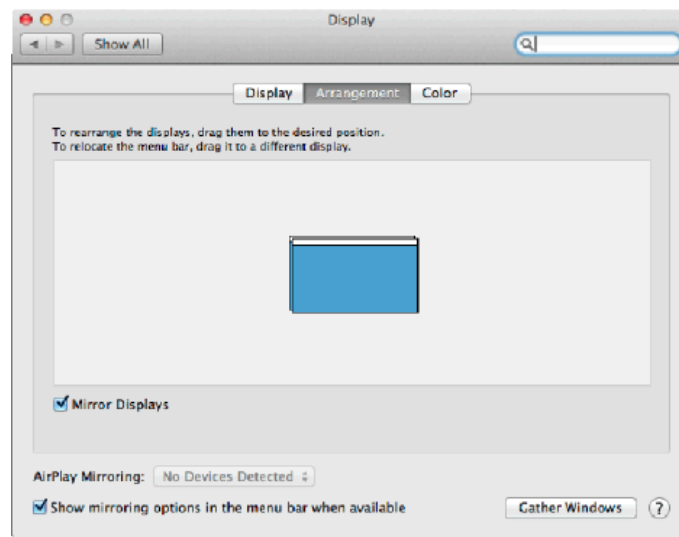 Display
Show All
Display Arrangement Color
To rearrange the displays, drag them to the desired position.
To relocate the menu bar, drag it to a different display.
Mirror Displays
AirPlay Mirroring: No Devices Detected
Show mirroring options in the menu bar when available
Gather Windows ?